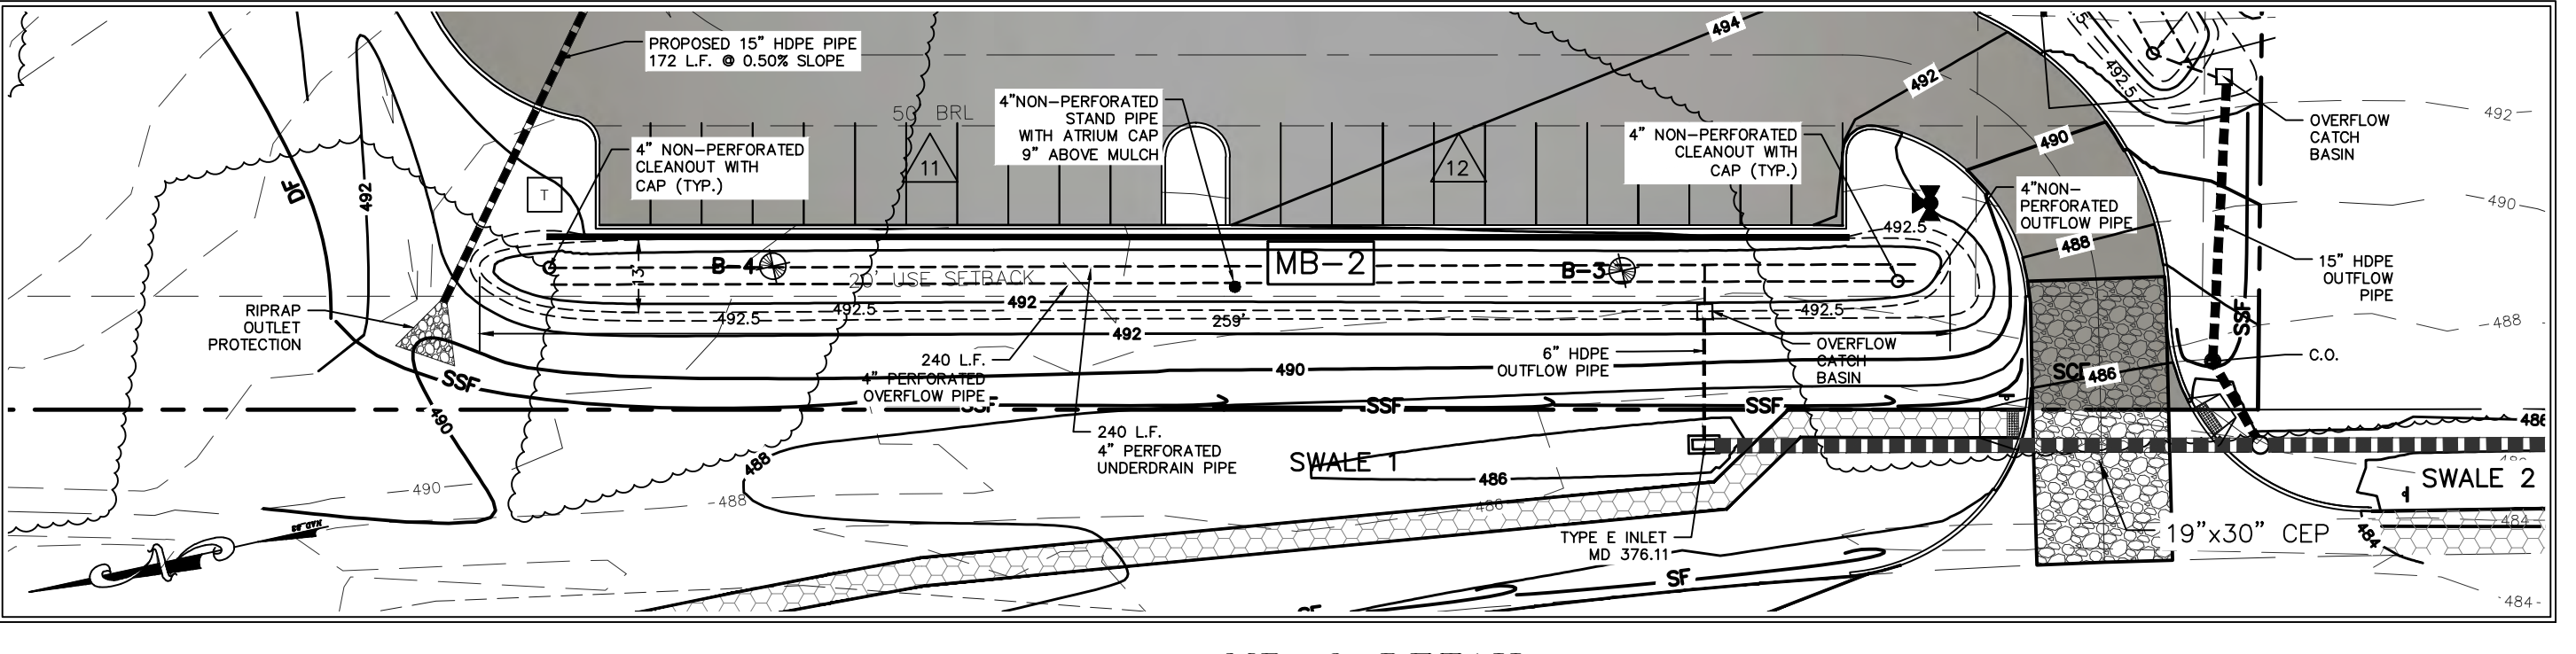 PROPOSED 15" HDPE PIPE
172 L.F. @ 0.50% SLOPE
4" NON-PERFORATED
CLEANOUT WITH
CAP (TYP.)
T
50' BRL
11
4"NON-PERFORATED
STAND PIPE
WITH ATRIUM CAP
9" ABOVE MULCH
12
4" NON-PERFORATED
CLEANOUT WITH
CAP (TYP.)
494
492
490
488
486
4"NON-
PERFORATED
OUTFLOW PIPE
492.5
OVERFLOW
CATCH
BASIN
15" HDPE
OUTFLOW
PIPE
C.O.
492
490
488
486
SSF
DF
492
RIPRAP
OUTLET
PROTECTION
13'
B-4
20' USE SETBACK
MB-2
B-3
492.5
492
492.5
492.5
492.5
259'
492
490
240 L.F.
4" PERFORATED
OVERFLOW PIPE
240 L.F.
4" PERFORATED
UNDERDRAIN PIPE
6" HDPE
OUTFLOW PIPE
OVERFLOW
CATCH
BASIN
SSF
SSF
SSF
SSF
490
490
488
488
SWALE 1
486
486
TYPE E INLET
MD 376.11
SF
19"x30" CEP
SWALE 2
484
484
484
NAD 83
N